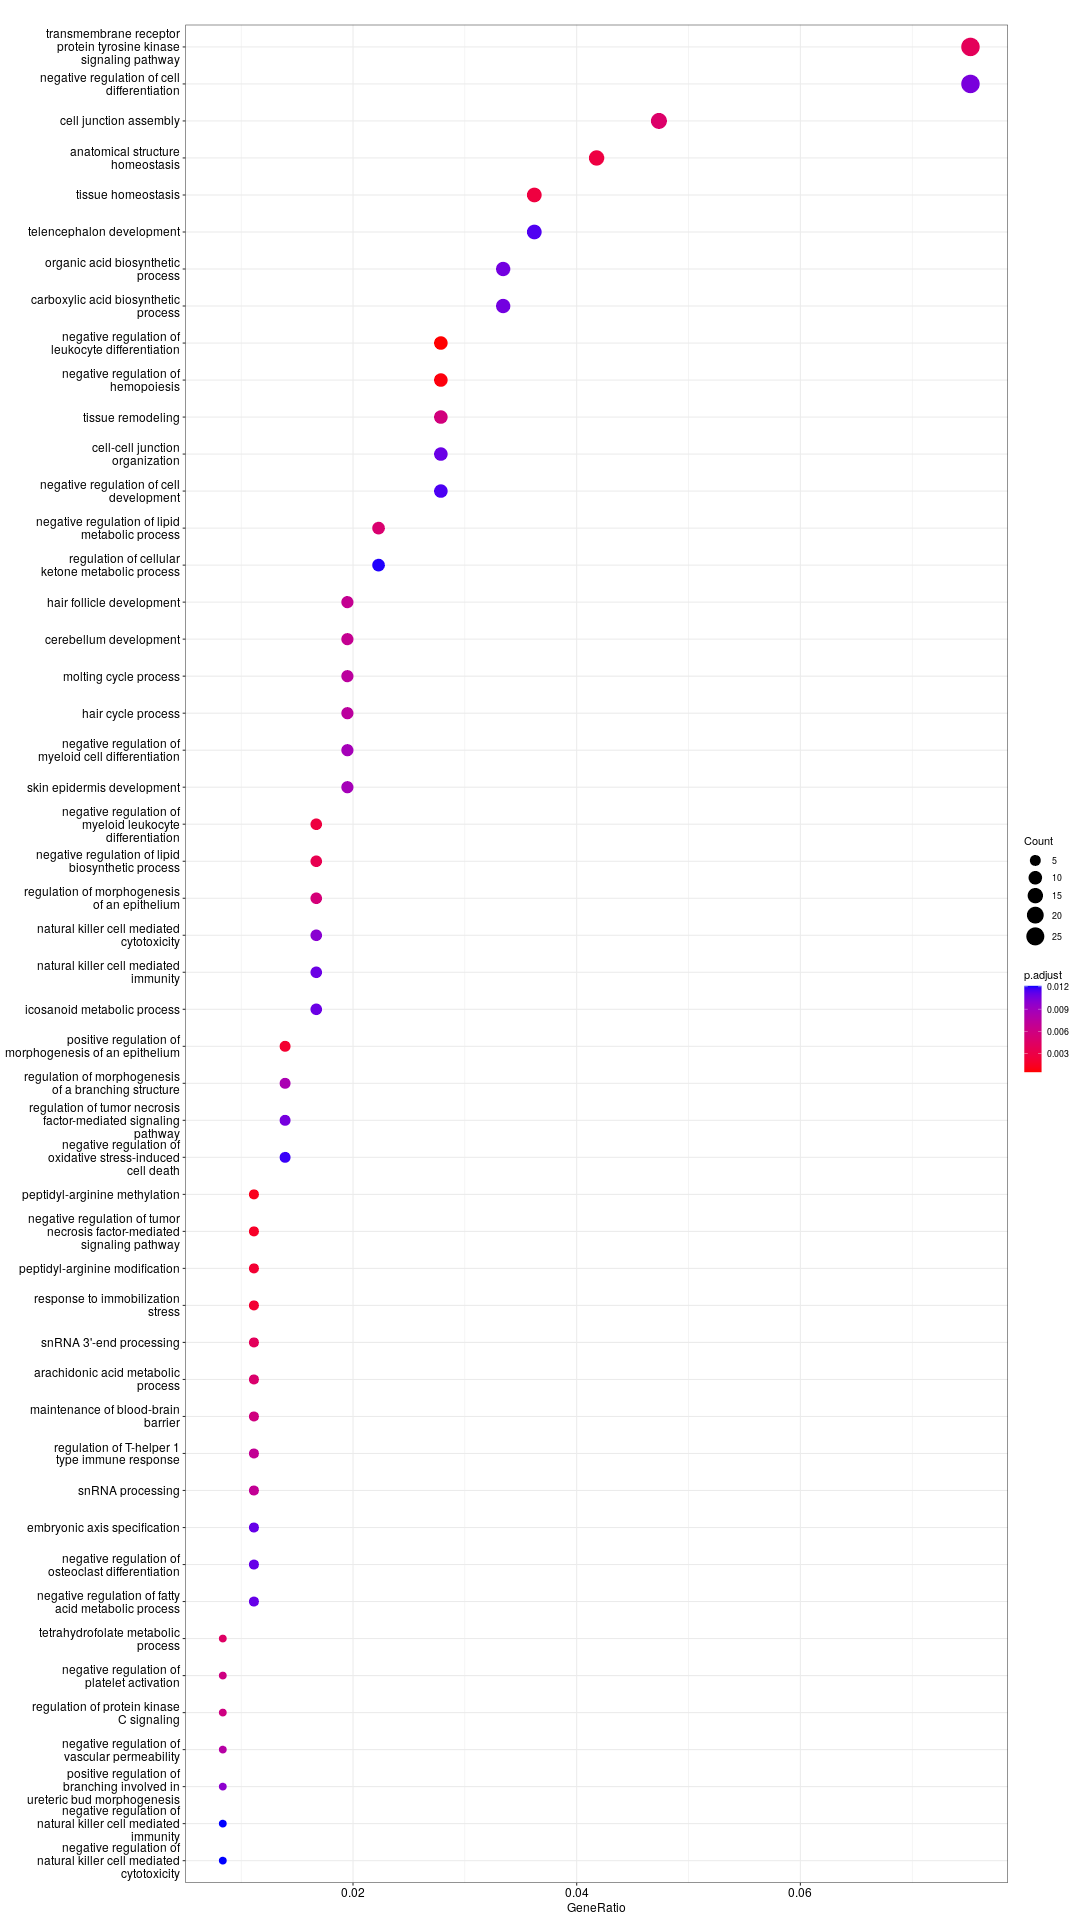 transmembrane receptor
protein tyrosine kinase
signaling pathway
negative regulation of cell
differentiation
cell junction assembly
anatomical structure
homeostasis
tissue homeostasis
telencephalon development
organic acid biosynthetic
process
carboxylic acid biosynthetic
process
negative regulation of
leukocyte differentiation
negative regulation of
hemopoiesis
tissue remodeling
cell-cell junction
organization
negative regulation of cell
development
negative regulation of lipid
metabolic process
regulation of cellular
ketone metabolic process
hair follicle development
cerebellum development
molting cycle process
hair cycle process
negative regulation of
myeloid cell differentiation
skin epidermis development
negative regulation of
myeloid leukocyte
differentiation
negative regulation of lipid
biosynthetic process
regulation of morphogenesis
of an epithelium
natural killer cell mediated
cytotoxicity
natural killer cell mediated
immunity
icosanoid metabolic process
positive regulation of
morphogenesis of an epithelium
regulation of morphogenesis
of a branching structure
regulation of tumor necrosis
factor-mediated signaling
pathway
negative regulation of
oxidative stress-induced
cell death
peptidyl-arginine methylation
negative regulation of tumor
necrosis factor-mediated
signaling pathway
peptidyl-arginine modification
response to immobilization
stress
snRNA 3'-end processing
arachidonic acid metabolic
process
maintenance of blood-brain
barrier
regulation of T-helper 1
type immune response
snRNA processing
embryonic axis specification
negative regulation of
osteoclast differentiation
negative regulation of fatty
acid metabolic process
tetrahydrofolate metabolic
process
negative regulation of
platelet activation
regulation of protein kinase
C signaling
negative regulation of
vascular permeability
positive regulation of
branching involved in
ureteric bud morphogenesis
negative regulation of
natural killer cell mediated
immunity
negative regulation of
natural killer cell mediated
cytotoxicity
0.02
0.04
0.06
GeneRatio
Count
5
10
15
20
25
p.adjust
0.012
0.009
0.006
0.003